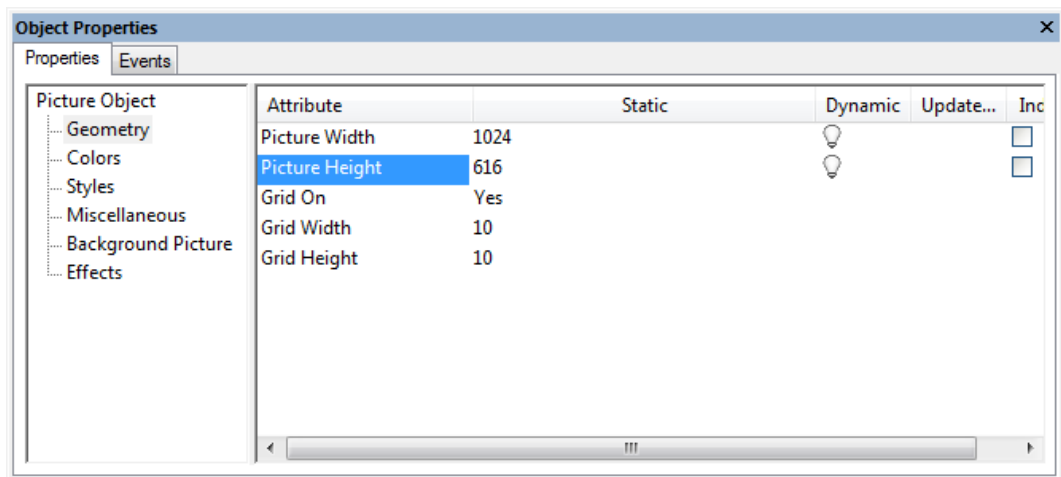 Object Properties
Properties Events
Picture Object
Geometry
Colors
Styles
Miscellaneous
Background Picture
Effects
Attribute Static Dynamic Update... Ind
Picture Width 1024
Picture Height 616
Grid On Yes
Grid Width 10
Grid Height 10